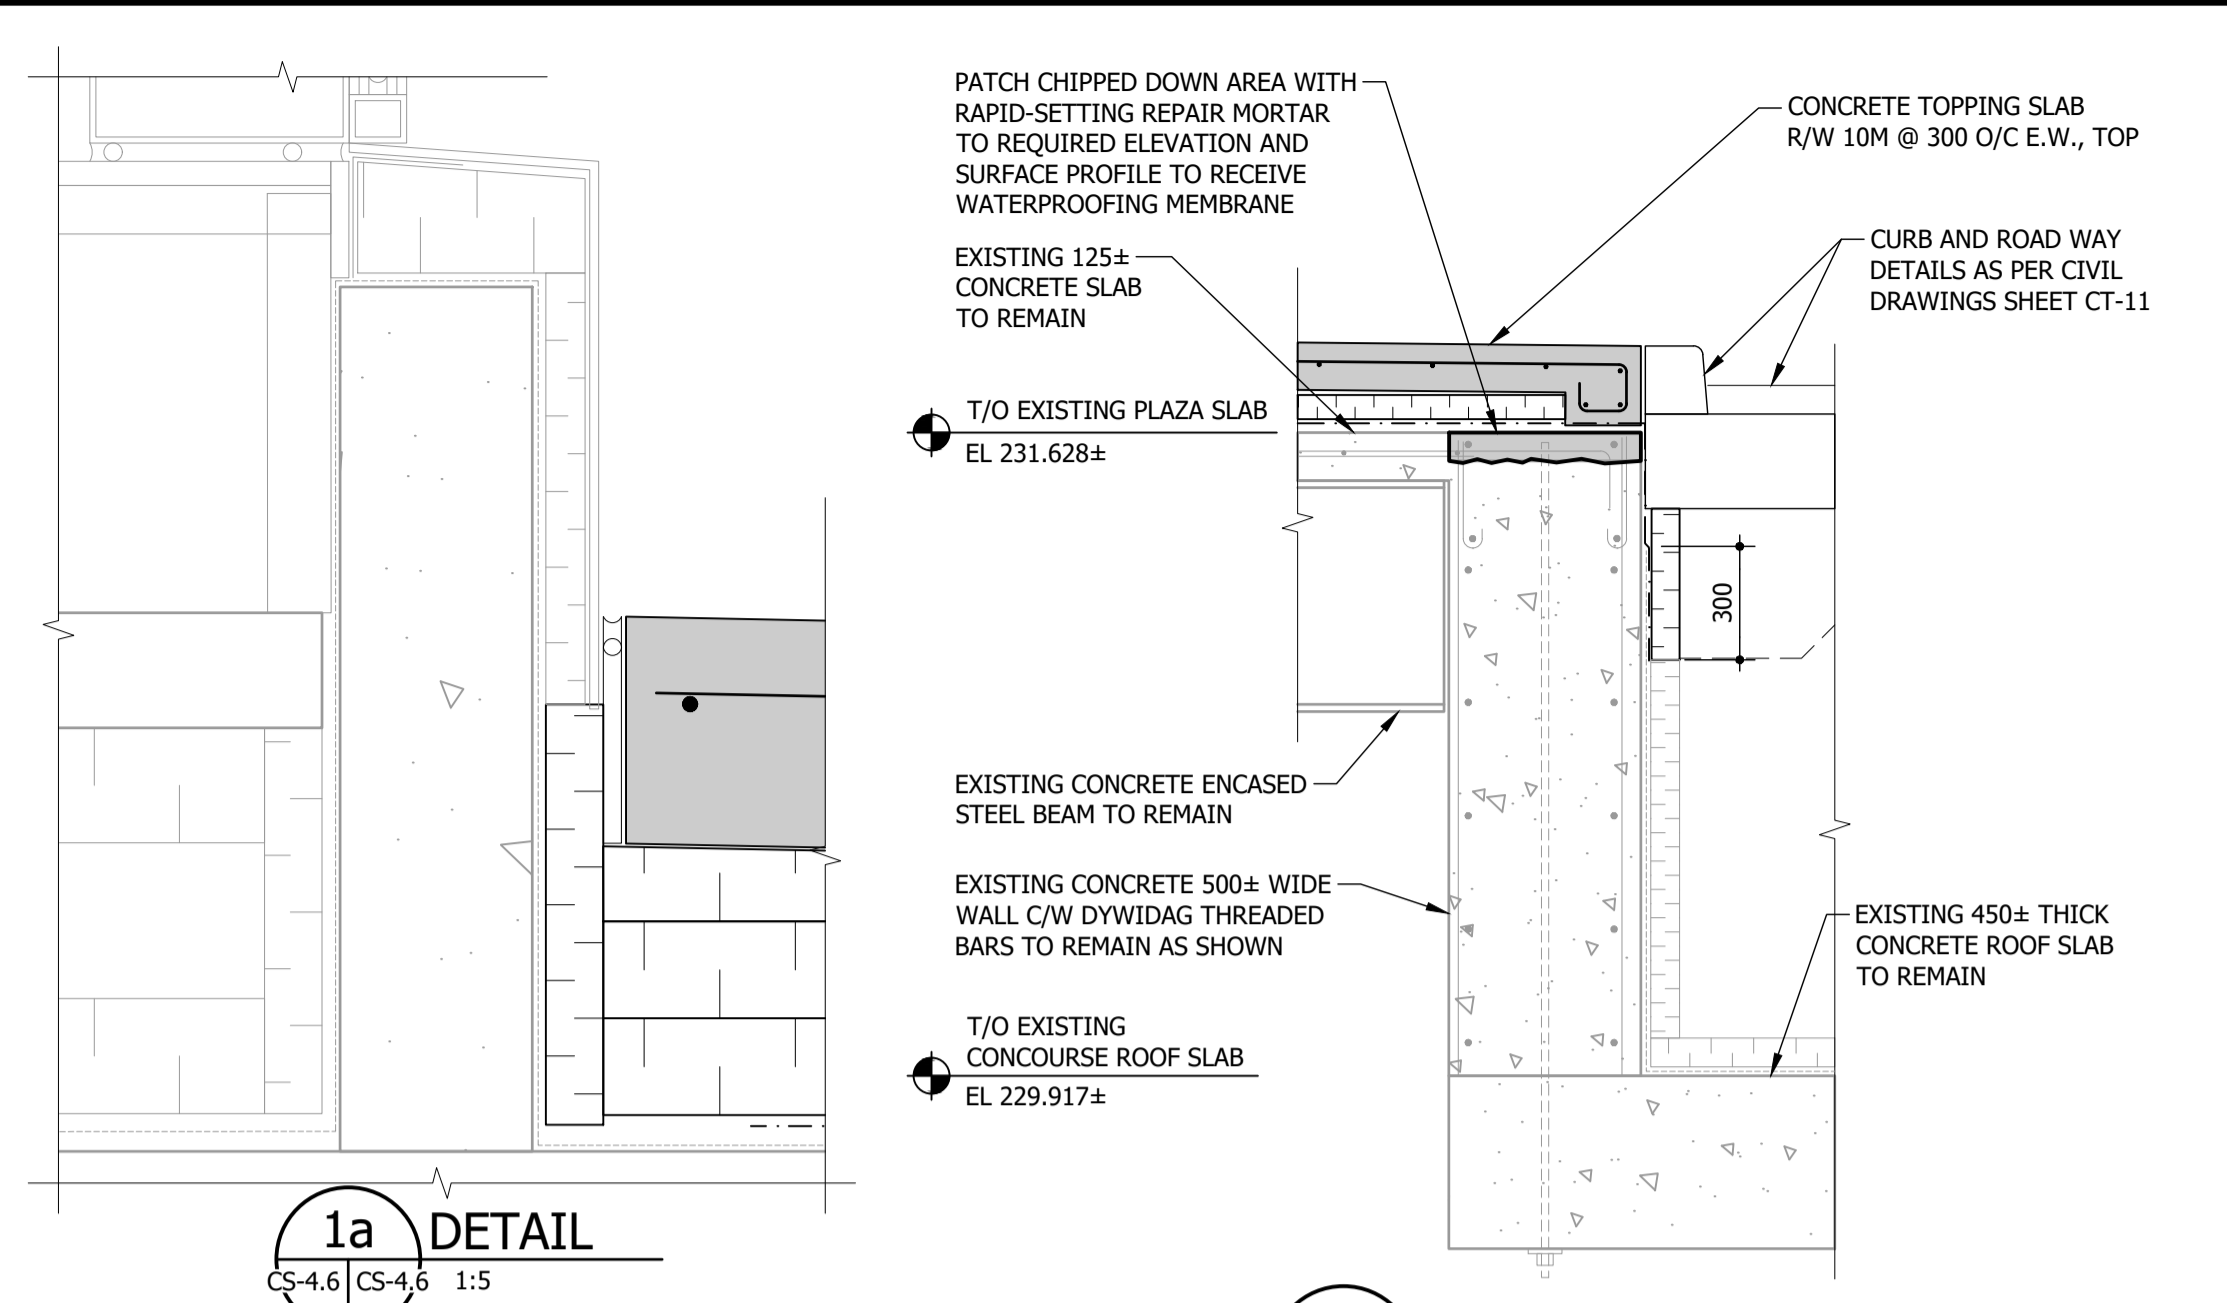 PATCH CHIPPED DOWN AREA WITH
RAPID-SETTING REPAIR MORTAR
TO REQUIRED ELEVATION AND
SURFACE PROFILE TO RECEIVE
WATERPROOFING MEMBRANE
CONCRETE TOPPING SLAB
R/W 10M @ 300 O/C E.W., TOP
EXISTING 125±
CONCRETE SLAB
TO REMAIN
CURB AND ROAD WAY
DETAILS AS PER CIVIL
DRAWINGS SHEET CT-11
T/O EXISTING PLAZA SLAB
EL 231.628±
300
EXISTING CONCRETE ENCASED
STEEL BEAM TO REMAIN
EXISTING CONCRETE 500± WIDE
WALL C/W DYWIDAG THREADED
BARS TO REMAIN AS SHOWN
EXISTING 450± THICK
CONCRETE ROOF SLAB
TO REMAIN
T/O EXISTING
CONCOURSE ROOF SLAB
EL 229.917±
1a DETAIL
CS-4.6 CS-4.6 1:5